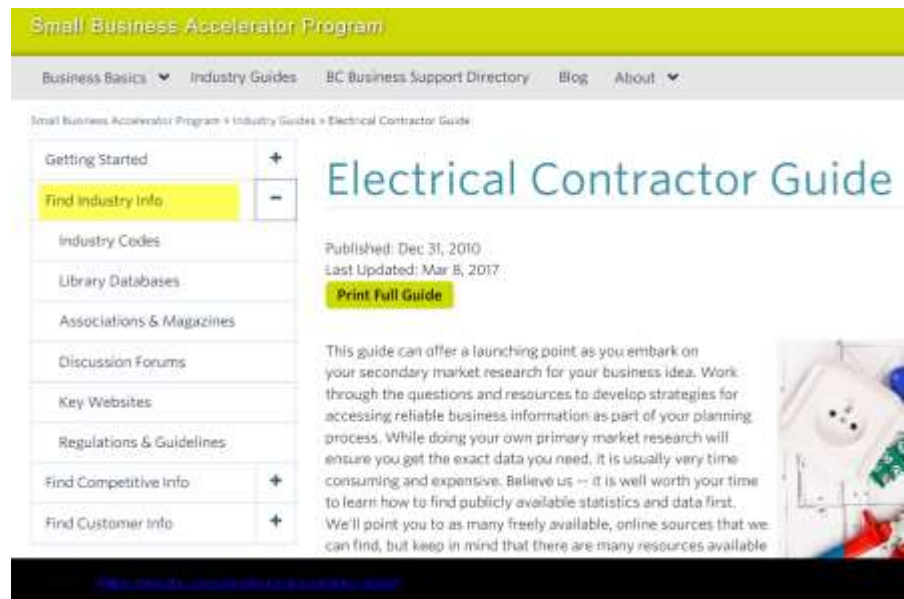 Small Business Accelerator Program
Business Basics Industry Guides BC Business Support Directory Blog About
Small Business Accelerator Program » Industry Guides » Electrical Contractor Guide
Getting Started +
Find Industry Info -
Industry Codes
Library Databases
Associations & Magazines
Discussion Forums
Key Websites
Regulations & Guidelines
Find Competitive Info +
Find Customer Info +
Electrical Contractor Guide
Published: Dec 31, 2010
Last Updated: Mar 8, 2017
Print Full Guide
This guide can offer a launching point as you embark on
your secondary market research for your business idea. Work
through the questions and resources to develop strategies for
accessing reliable business information as part of your planning
process. While doing your own primary market research will
ensure you get the exact data you need, it is usually very time
consuming and expensive. Believe us — it is well worth your time
to learn how to find publicly available statistics and data first.
We'll point you to as many freely available, online sources that we
can find, but keep in mind that there are many resources available